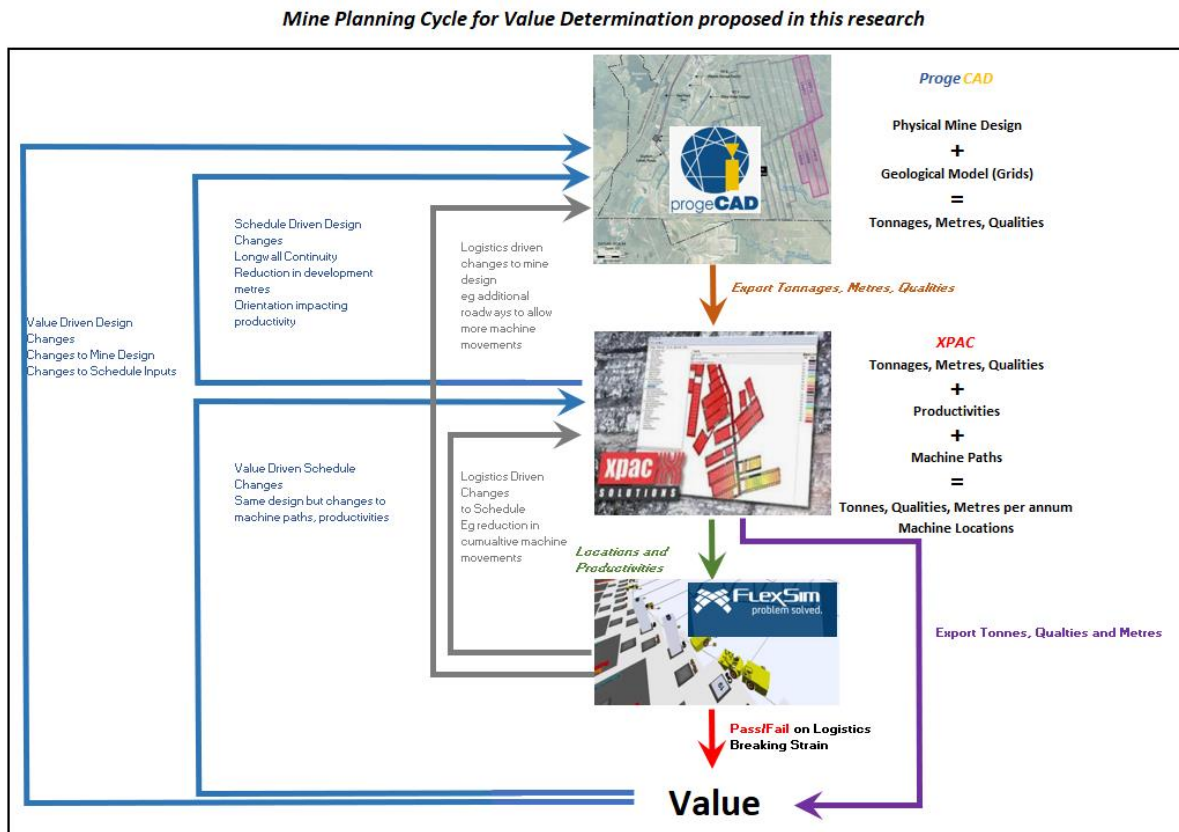 Mine Planning Cycle for Value Determination proposed in this research
progeCAD
Proge CAD
Physical Mine Design
+
Geological Model (Grids)
=
Tonnages, Metres, Qualities
Schedule Driven Design
Changes
Longwall Continuity
Reduction in development
metres
Orientation impacting
productivity
Logistics driven
changes to mine
design
eg additional
roadways to allow
more machine
movements
Export Tonnages, Metres, Qualities
Value Driven Design
Changes
Changes to Mine Design
Changes to Schedule Inputs
xpac
SOLUTIONS
XPAC
Tonnages, Metres, Qualities
+
Productivities
+
Machine Paths
=
Tonnes, Qualities, Metres per annum
Machine Locations
Value Driven Schedule
Changes
Same design but changes to
machine paths, productivities
Logistics Driven
Changes
to Schedule
Eg reduction in
cumualtive machine
movements
Locations and
Productivities
FLEXSIM
problem solved.
Export Tonnes, Qualties and Metres
Pass/Fail on Logistics
Breaking Strain
Value